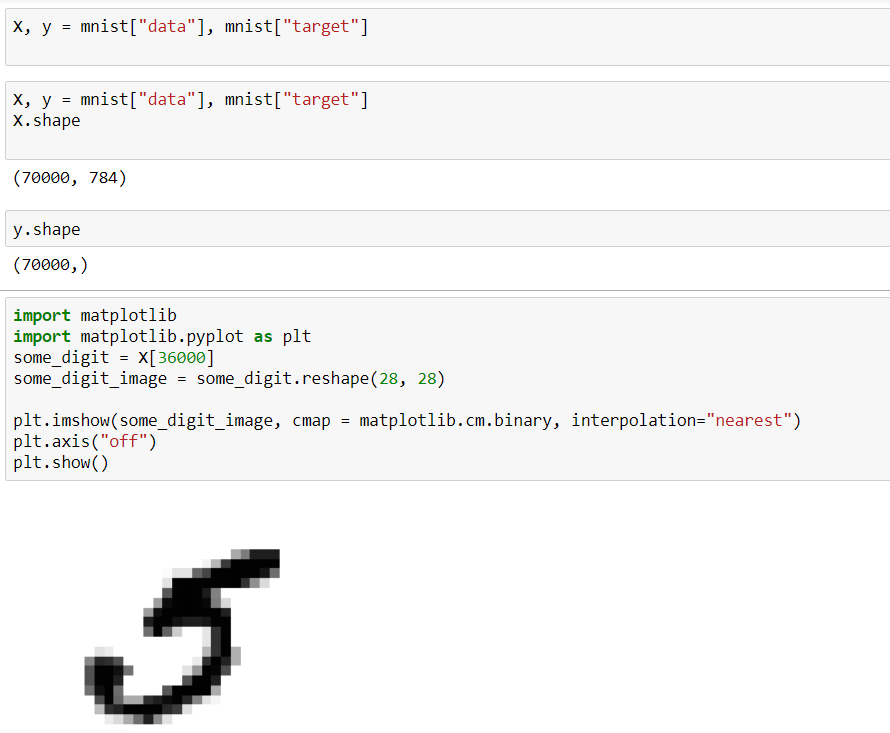 X, y = mnist["data"], mnist["target"]
X, y = mnist["data"], mnist["target"]
X.shape
(70000, 784)
y.shape
(70000,)
import matplotlib
import matplotlib.pyplot as plt
some_digit = X[36000]
some_digit_image = some_digit.reshape(28, 28)
plt.imshow(some_digit_image, cmap = matplotlib.cm.binary, interpolation="nearest")
plt.axis("off")
plt.show()
5